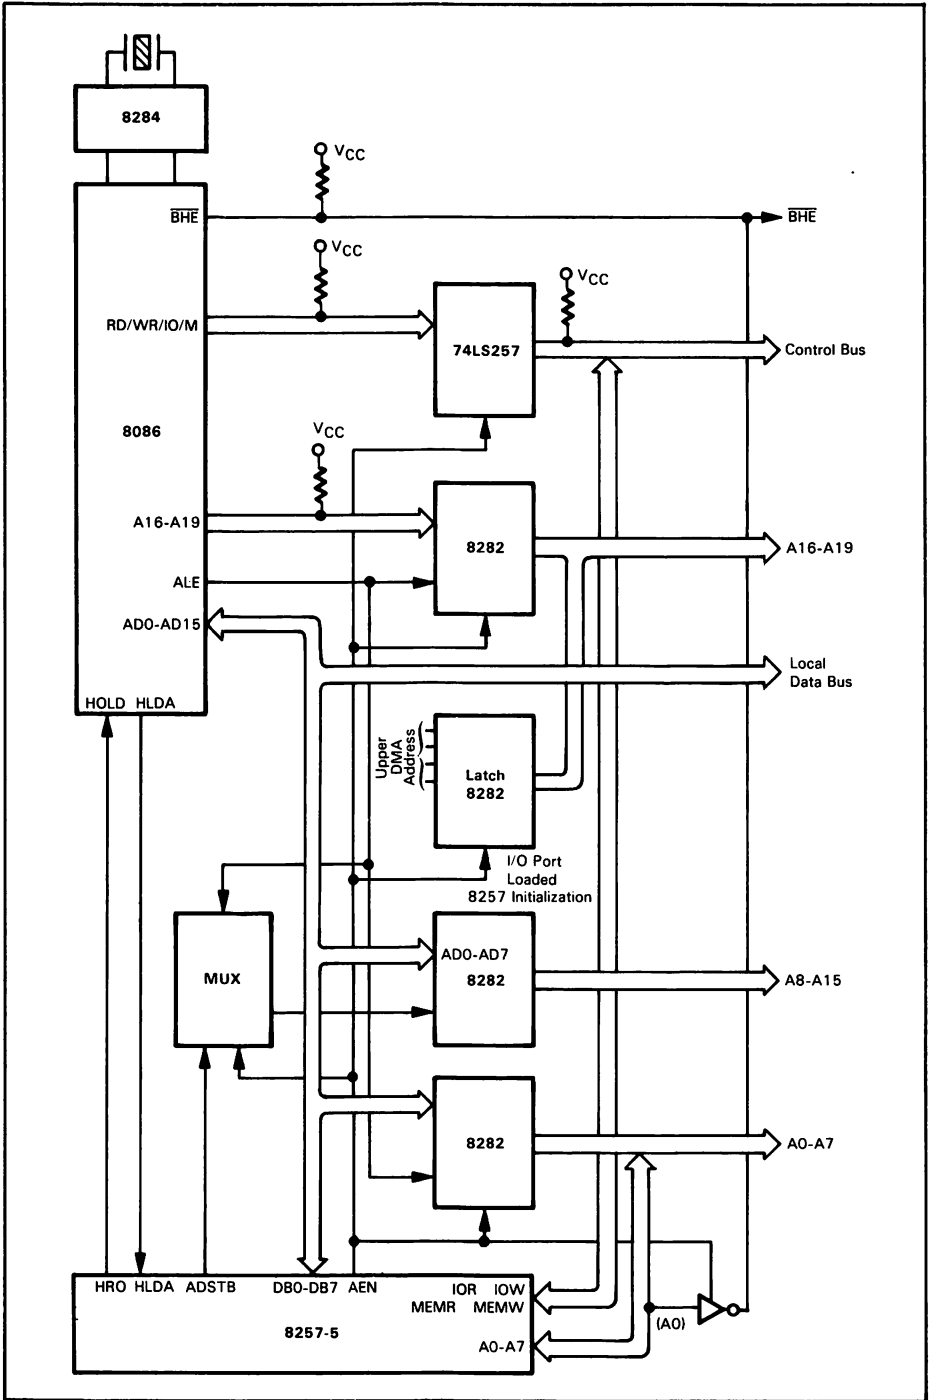 8284
VCC
BHE
BHE
VCC
VCC
RD/WR/IO/M
74LS257
Control Bus
8086
VCC
A16-A19
8282
A16-A19
ALE
AD0-AD15
Local
Data Bus
HOLD HLDA
Upper
DMA
Address
Latch
8282
I/O Port
Loaded
8257 Initialization
MUX
AD0-AD7
8282
A8-A15
8282
A0-A7
HRO HLDA ADSTB DB0-DB7 AEN IOR IOW
MEMR MEMW
(A0)
8257-5
A0-A7